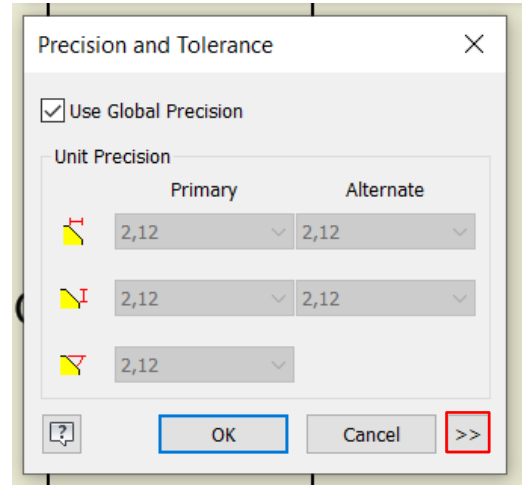 Precision and Tolerance
Use Global Precision
Unit Precision
Primary Alternate
2,12 2,12
2,12 2,12
2,12
? OK Cancel >>